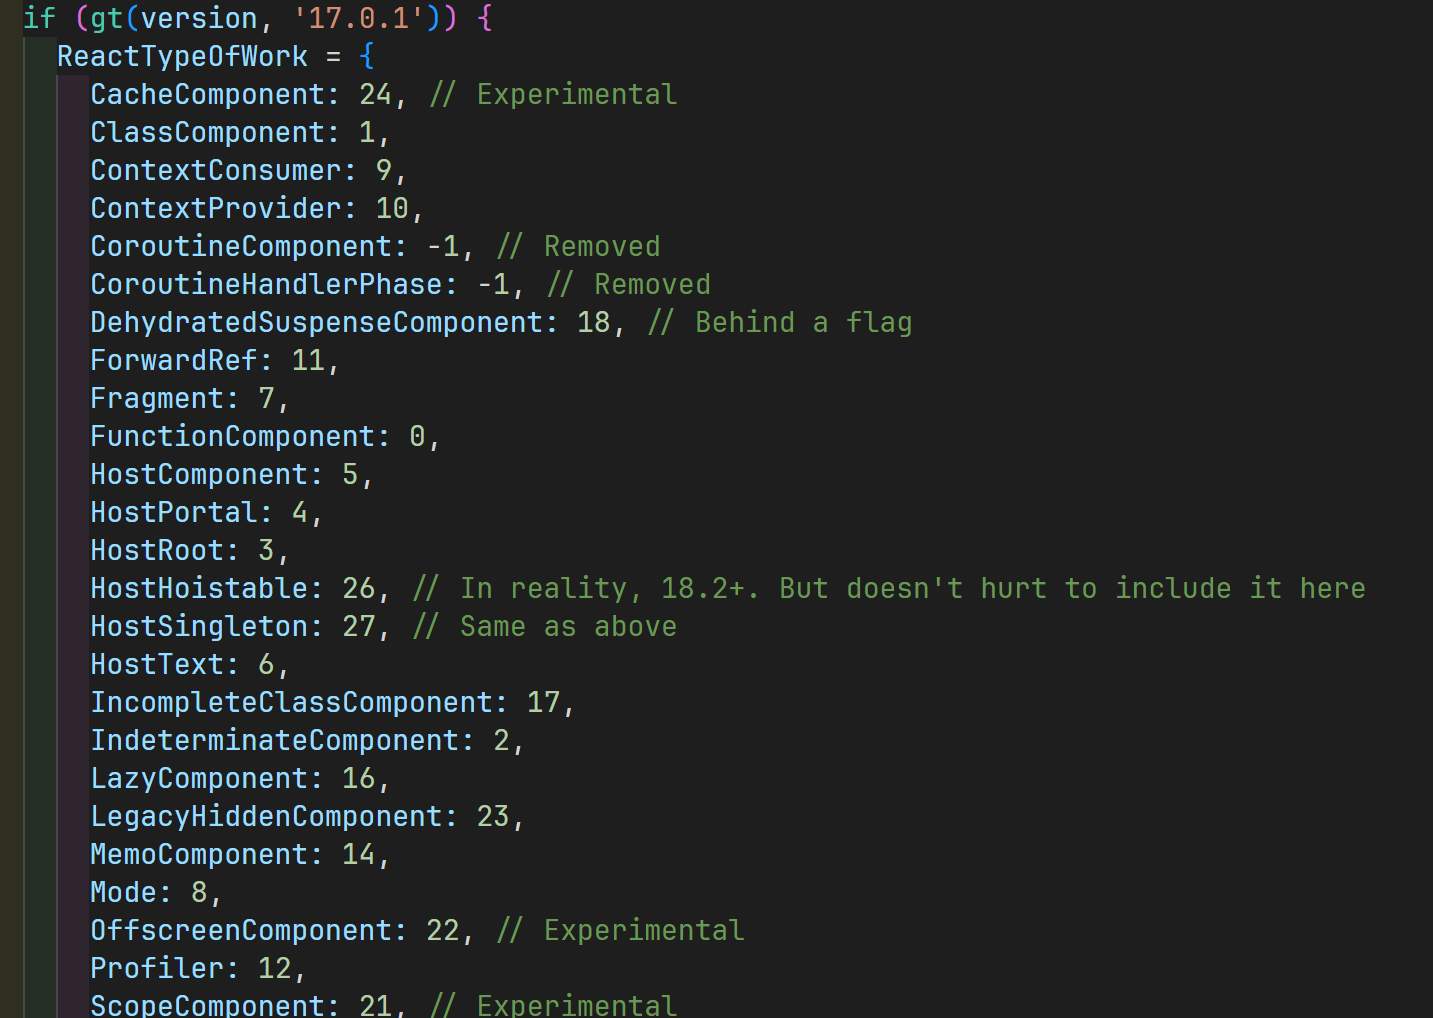 if (gt(version, '17.0.1')) {
ReactTypeOfWork = {
CacheComponent: 24, // Experimental
ClassComponent: 1,
ContextConsumer: 9,
ContextProvider: 10,
CoroutineComponent: -1, // Removed
CoroutineHandlerPhase: -1, // Removed
DehydratedSuspenseComponent: 18, // Behind a flag
ForwardRef: 11,
Fragment: 7,
FunctionComponent: 0,
HostComponent: 5,
HostPortal: 4,
HostRoot: 3,
HostHoistable: 26, // In reality, 18.2+. But doesn't hurt to include it here
HostSingleton: 27, // Same as above
HostText: 6,
IncompleteClassComponent: 17,
IndeterminateComponent: 2,
LazyComponent: 16,
LegacyHiddenComponent: 23,
MemoComponent: 14,
Mode: 8,
OffscreenComponent: 22, // Experimental
Profiler: 12,
ScopeComponent: 21, // Experimental